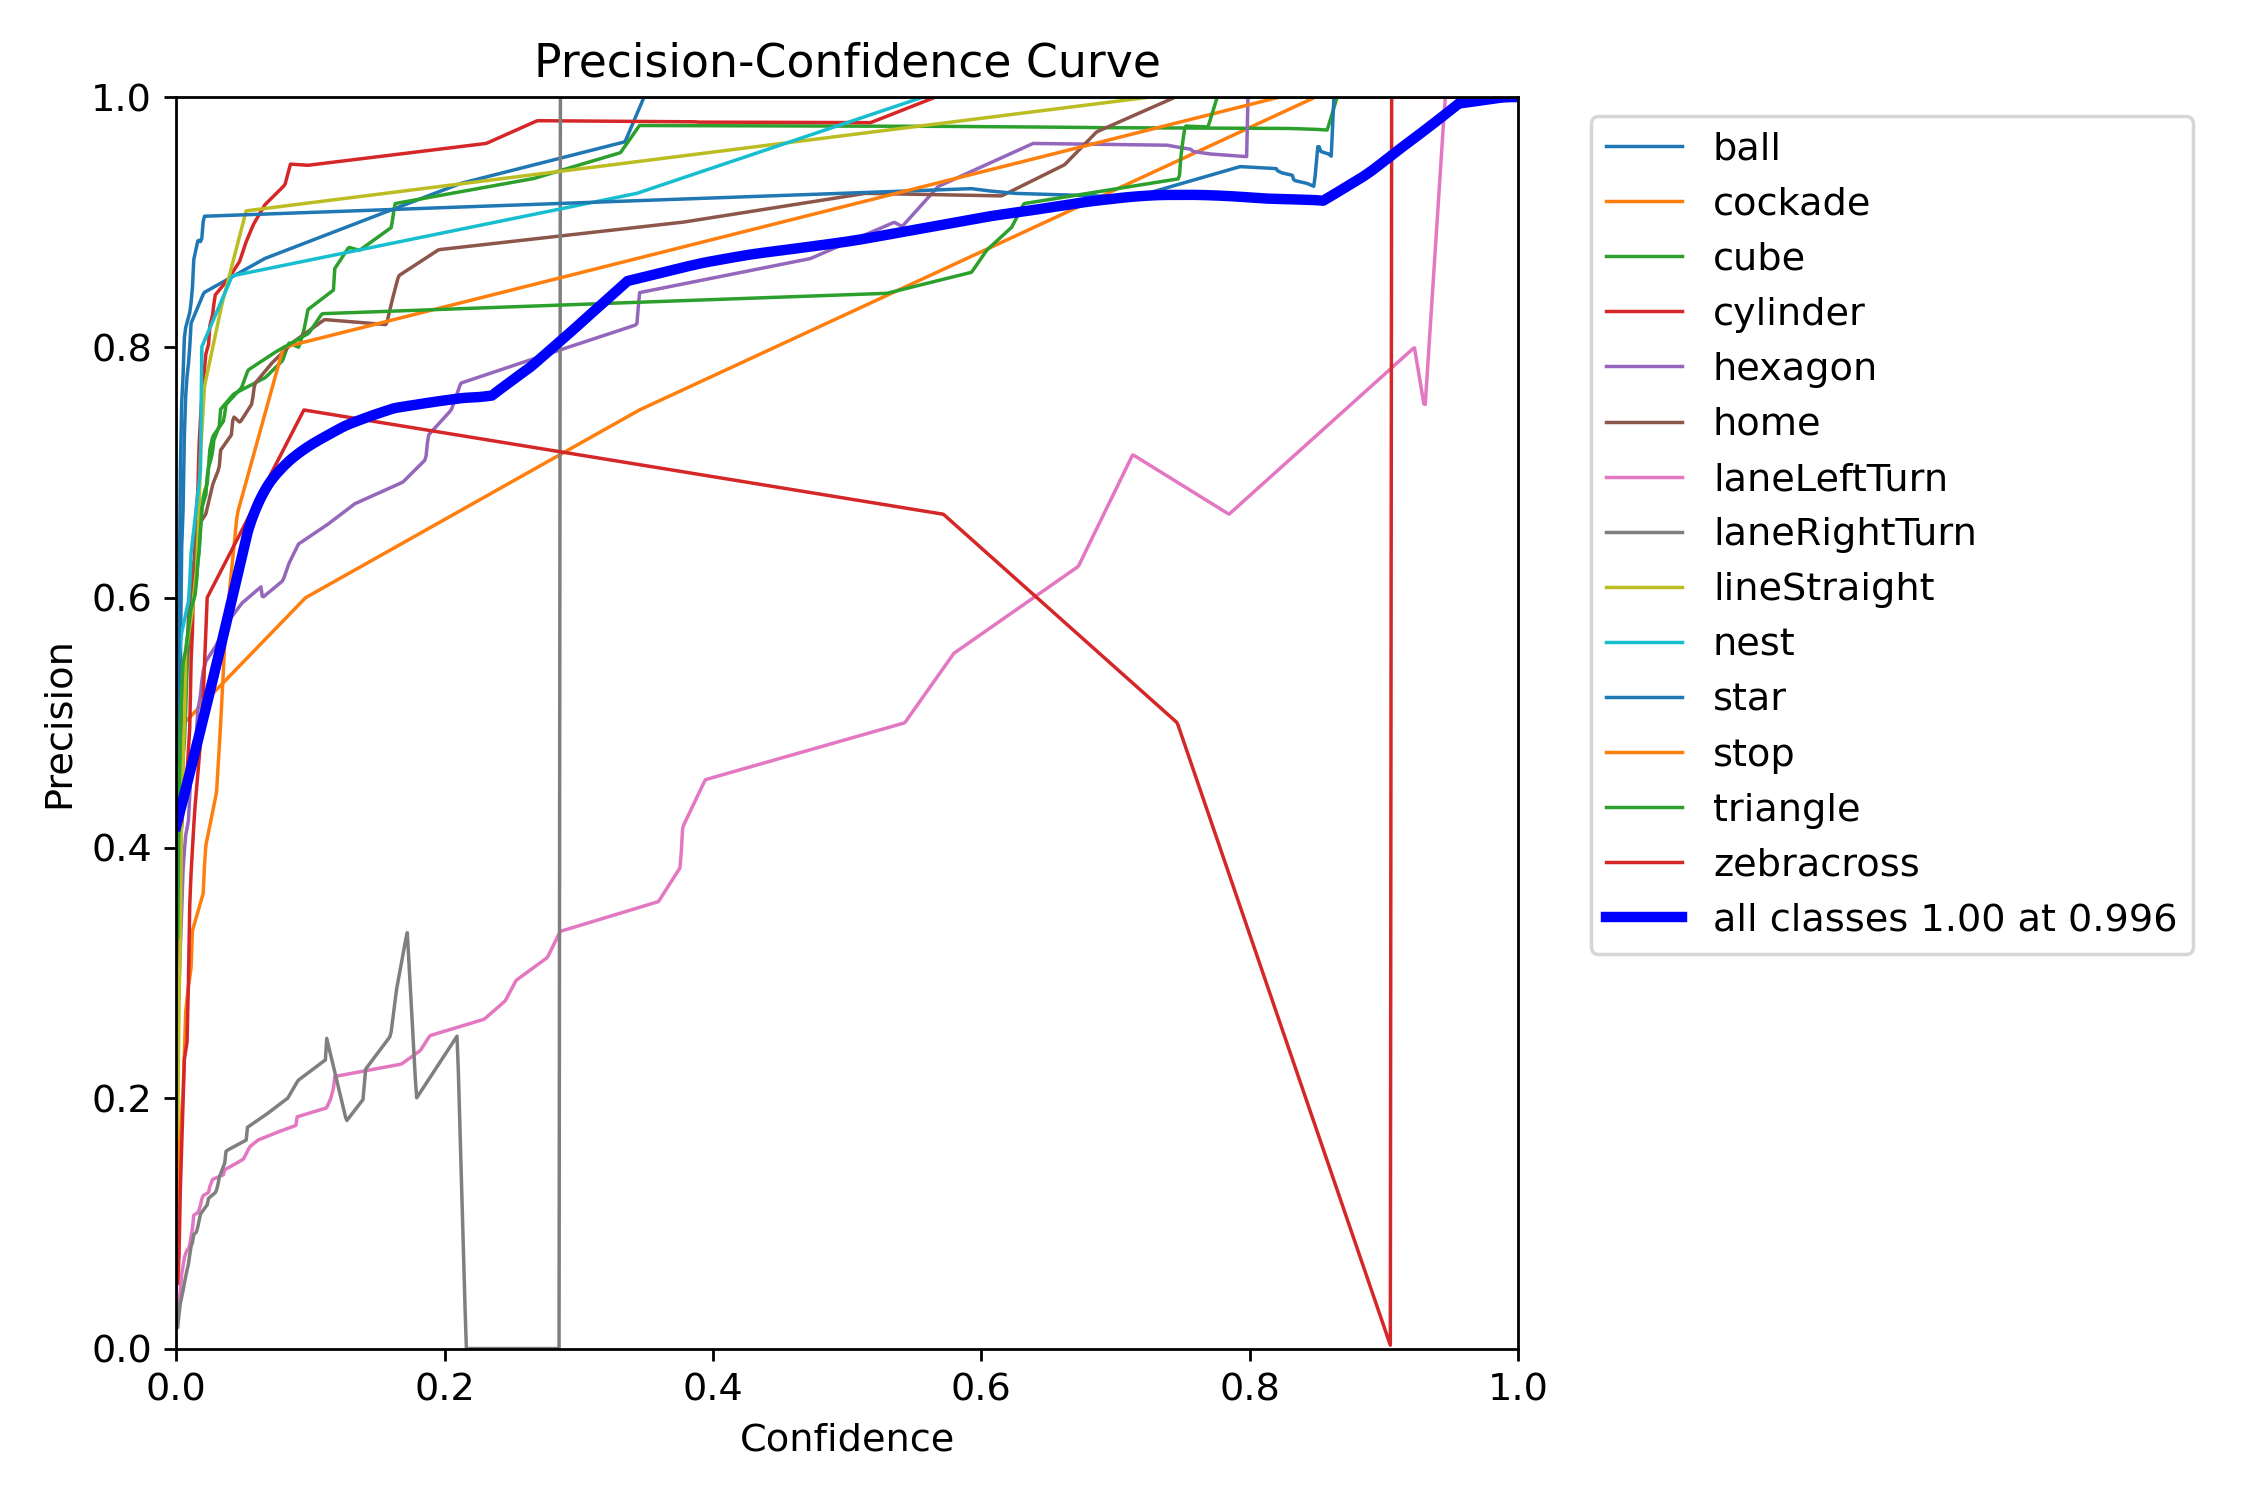 Precision-Confidence Curve
1.0
0.8
0.6
0.4
0.2
0.0
Precision
0.0 0.2 0.4 0.6 0.8 1.0
Confidence
ball
cockade
cube
cylinder
hexagon
home
laneLeftTurn
laneRightTurn
lineStraight
nest
star
stop
triangle
zebracross
all classes 1.00 at 0.996